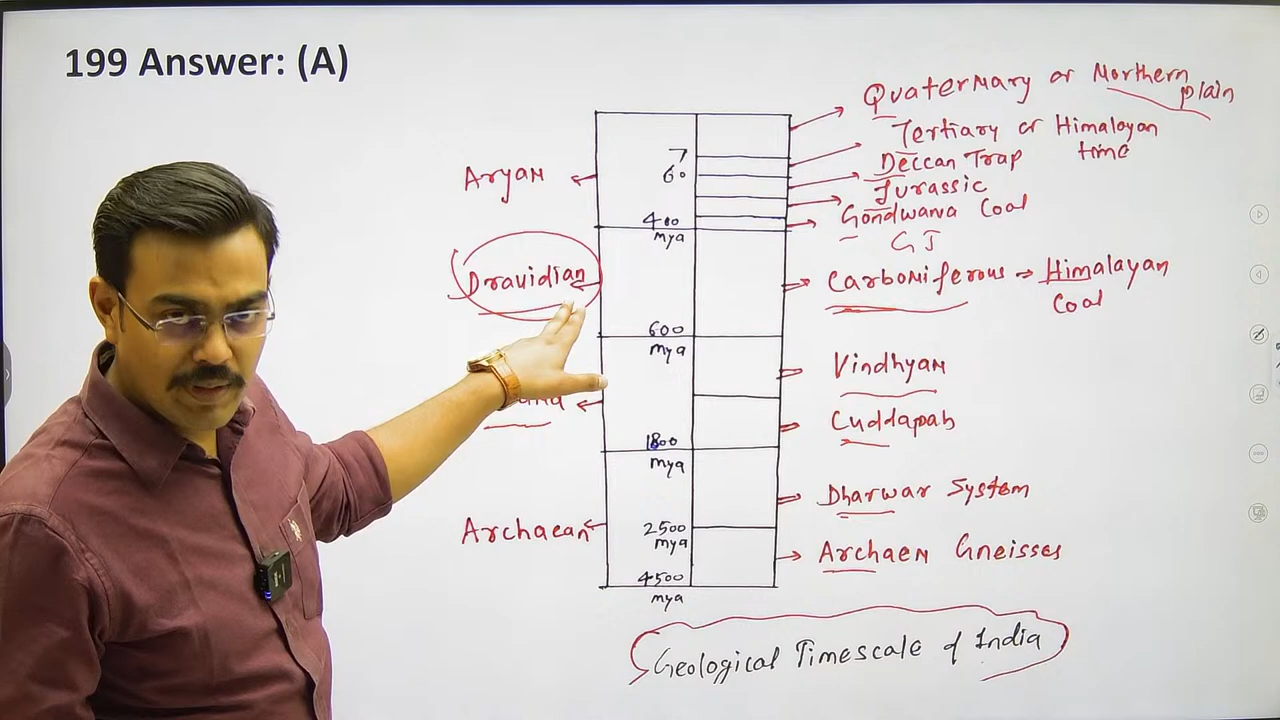 199 Answer: (A)
Quaternary or Northern
plain
Tertiary or Himalayan
time
Deccan Trap
Jurassic
Gondwana Coal
GJ
Carboniferous → Himalayan
Coal
Vindhyan
Cuddapah
Dharwar System
Archaen Gneisses
Aryan
Dravidian
Archaean
7
60
400
mya
600
mya
1800
mya
2500
mya
4500
mya
Geological Timescale of India